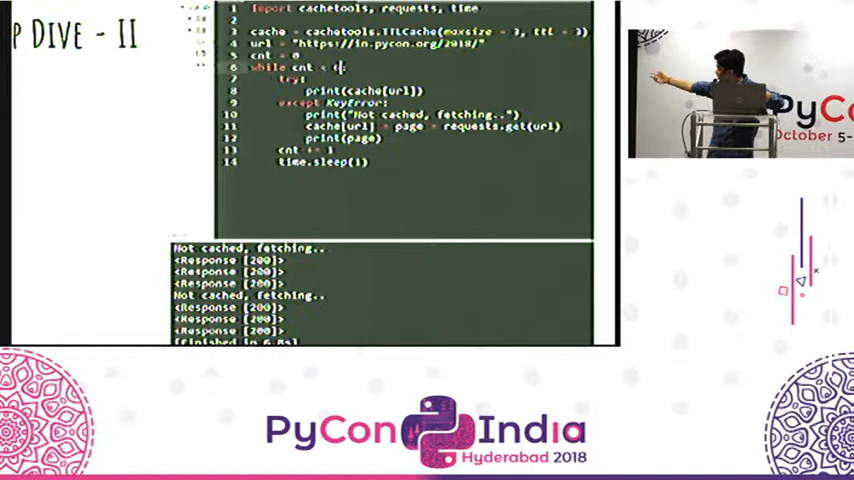 P DIVE - II
1 import cachetools, requests, time
2
3 cache = cachetools.TTLCache(maxsize = 3, ttl = 3)
4 url = "https://in.pycon.org/2018/"
5 cnt = 0
6 while cnt < 6:
7 try:
8 print(cache[url])
9 except KeyError:
10 print("Not cached, fetching..")
11 cache[url] = page = requests.get(url)
12 print(page)
13 cnt += 1
14 time.sleep(1)
Not cached, fetching..
<Response [200]>
<Response [200]>
<Response [200]>
Not cached, fetching..
<Response [200]>
<Response [200]>
<Response [200]>
[Finished in 6.8s]
PyCo
October 5-
PyCon India
Hyderabad 2018